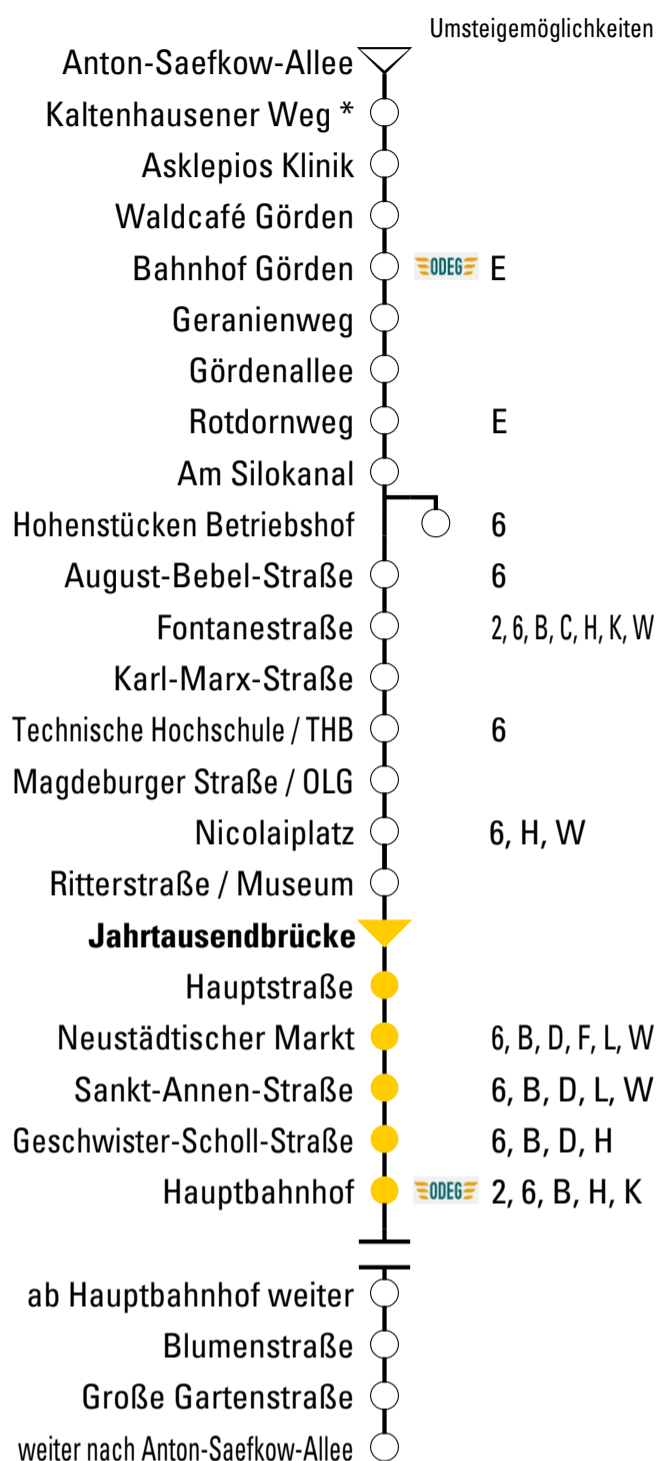 Umsteigemöglichkeiten
Anton-Saefkow-Allee
Kaltenhausener Weg *
Asklepios Klinik
Waldcafé Görden
Bahnhof Görden ODEG E
Geranienweg
Gördenallee
Rotdornweg E
Am Silokanal
Hohenstücken Betriebshof 6
August-Bebel-Straße 6
Fontanestraße 2, 6, B, C, H, K, W
Karl-Marx-Straße
Technische Hochschule / THB 6
Magdeburger Straße / OLG
Nicolaiplatz 6, H, W
Ritterstraße / Museum
Jahrtausendbrücke
Hauptstraße
Neustädtischer Markt 6, B, D, F, L, W
Sankt-Annen-Straße 6, B, D, L, W
Geschwister-Scholl-Straße 6, B, D, H
Hauptbahnhof ODEG 2, 6, B, H, K
ab Hauptbahnhof weiter
Blumenstraße
Große Gartenstraße
weiter nach Anton-Saefkow-Allee